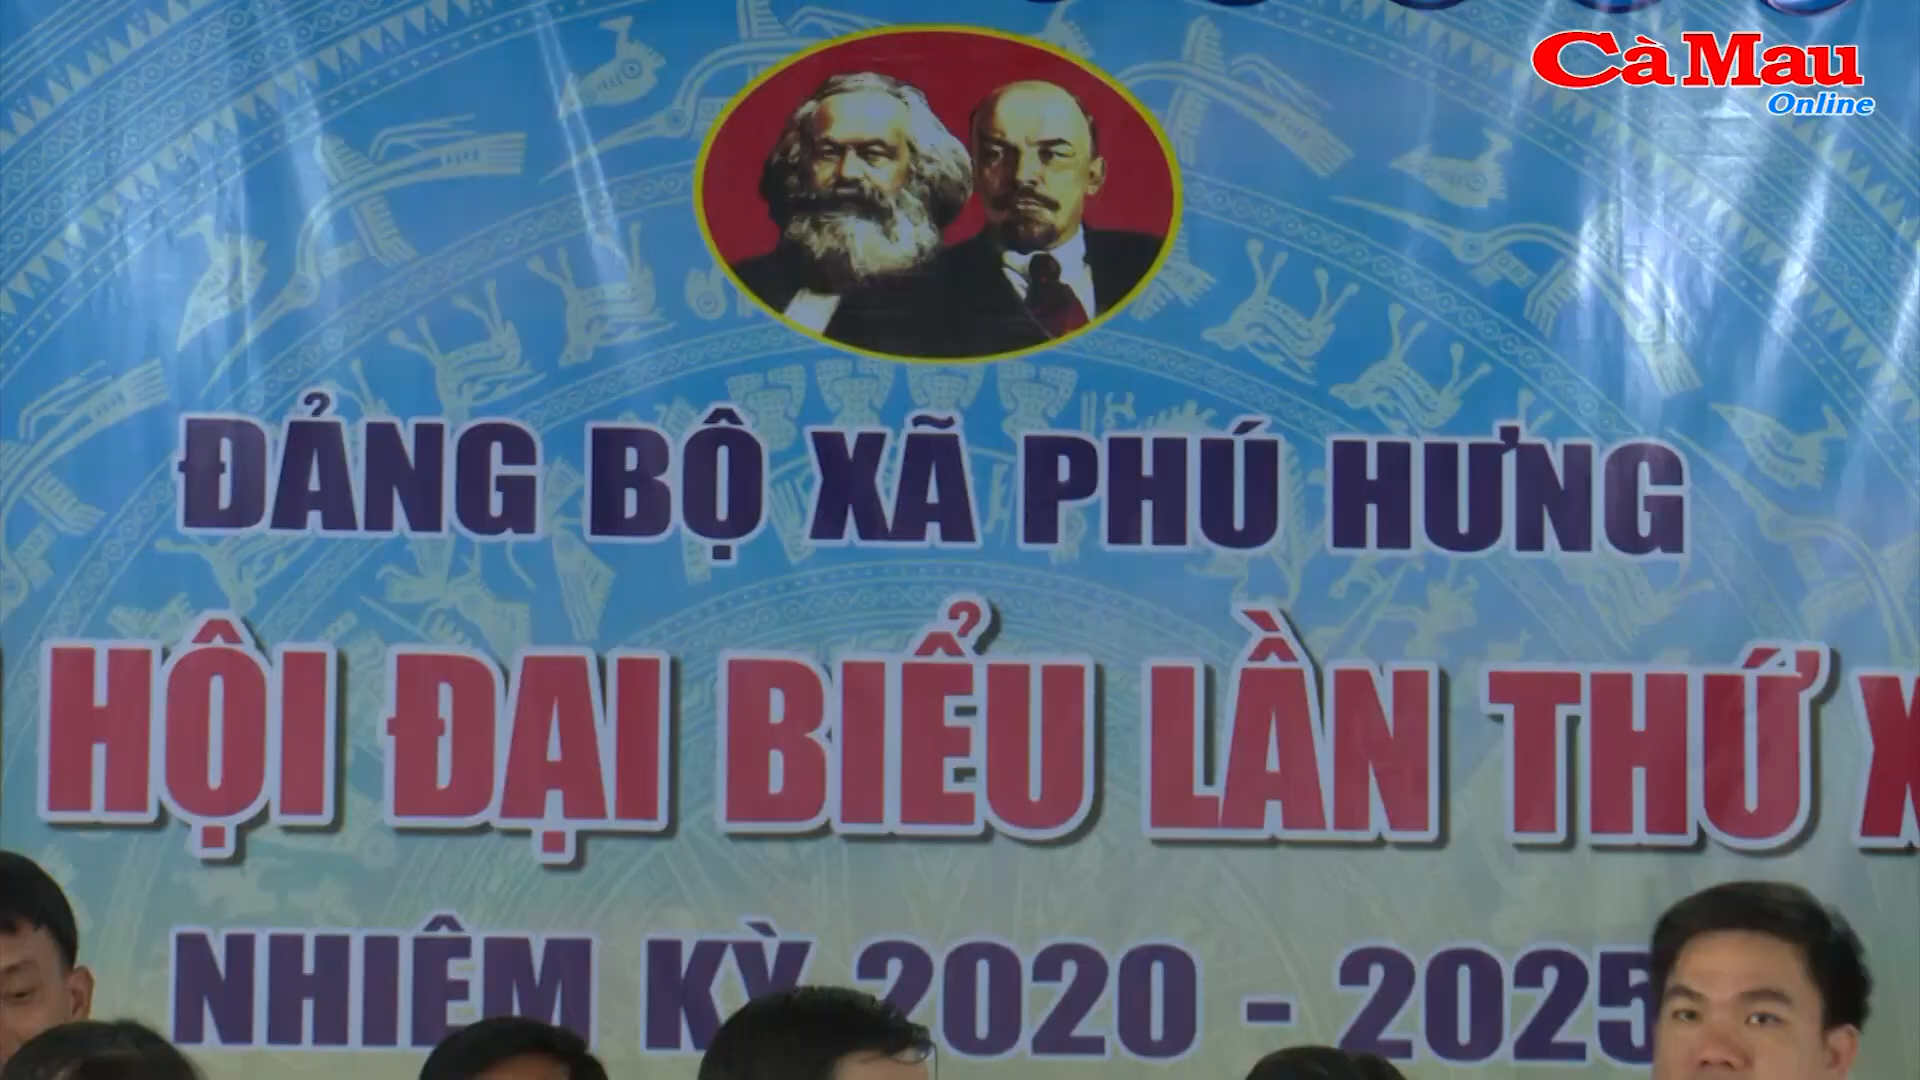 Cà Mau
Online
ĐẢNG BỘ XÃ PHÚ HƯNG
HỘI ĐẠI BIỂU LẦN THỨ
NHIỆM KỲ 2020 - 2025